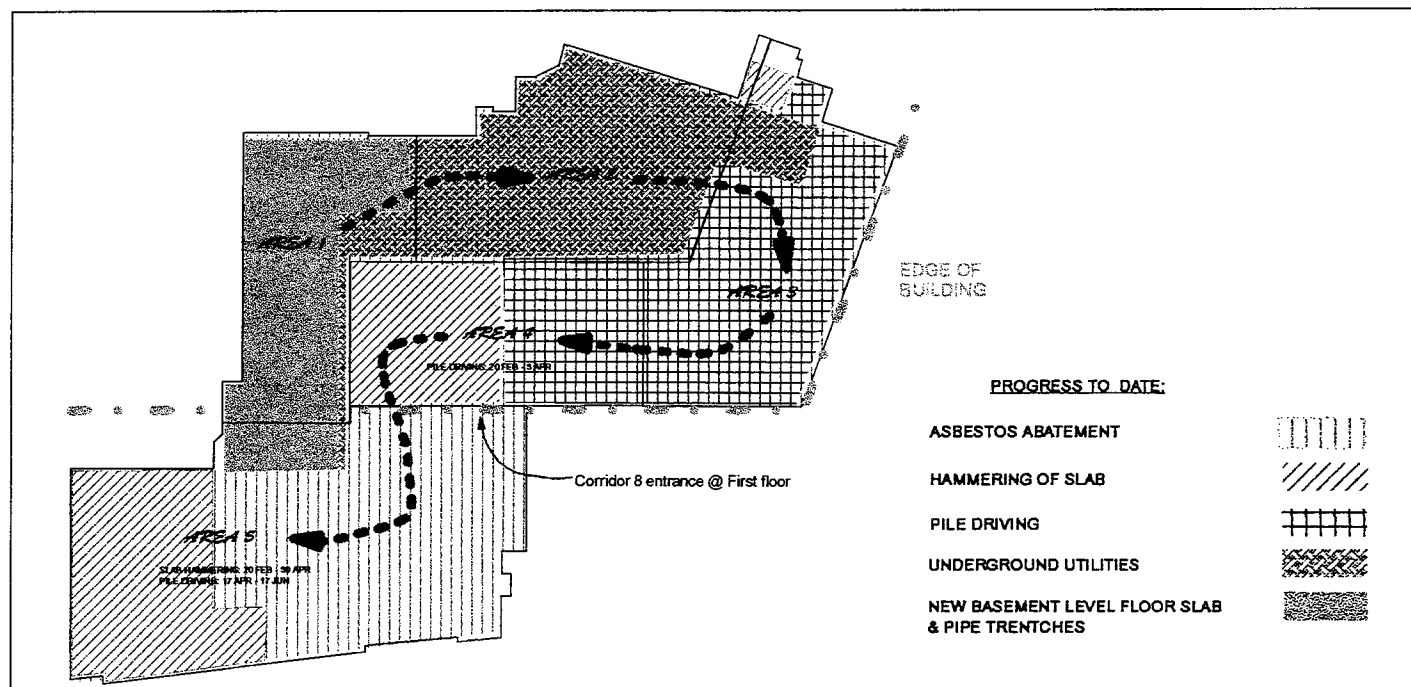 AREA 2
AREA 1
EDGE OF
BUILDING
AREA 3
AREA 4
PILE DRIVING: 20 FEB - 5 APR
PROGRESS TO DATE:
ASBESTOS ABATEMENT
Corridor 8 entrance @ First floor
HAMMERING OF SLAB
PILE DRIVING
AREA 5
UNDERGROUND UTILITIES
SLAB HAMMERING: 20 FEB - 30 APR
PILE DRIVING: 17 APR - 17 JUN
NEW BASEMENT LEVEL FLOOR SLAB
& PIPE TRENTCHES